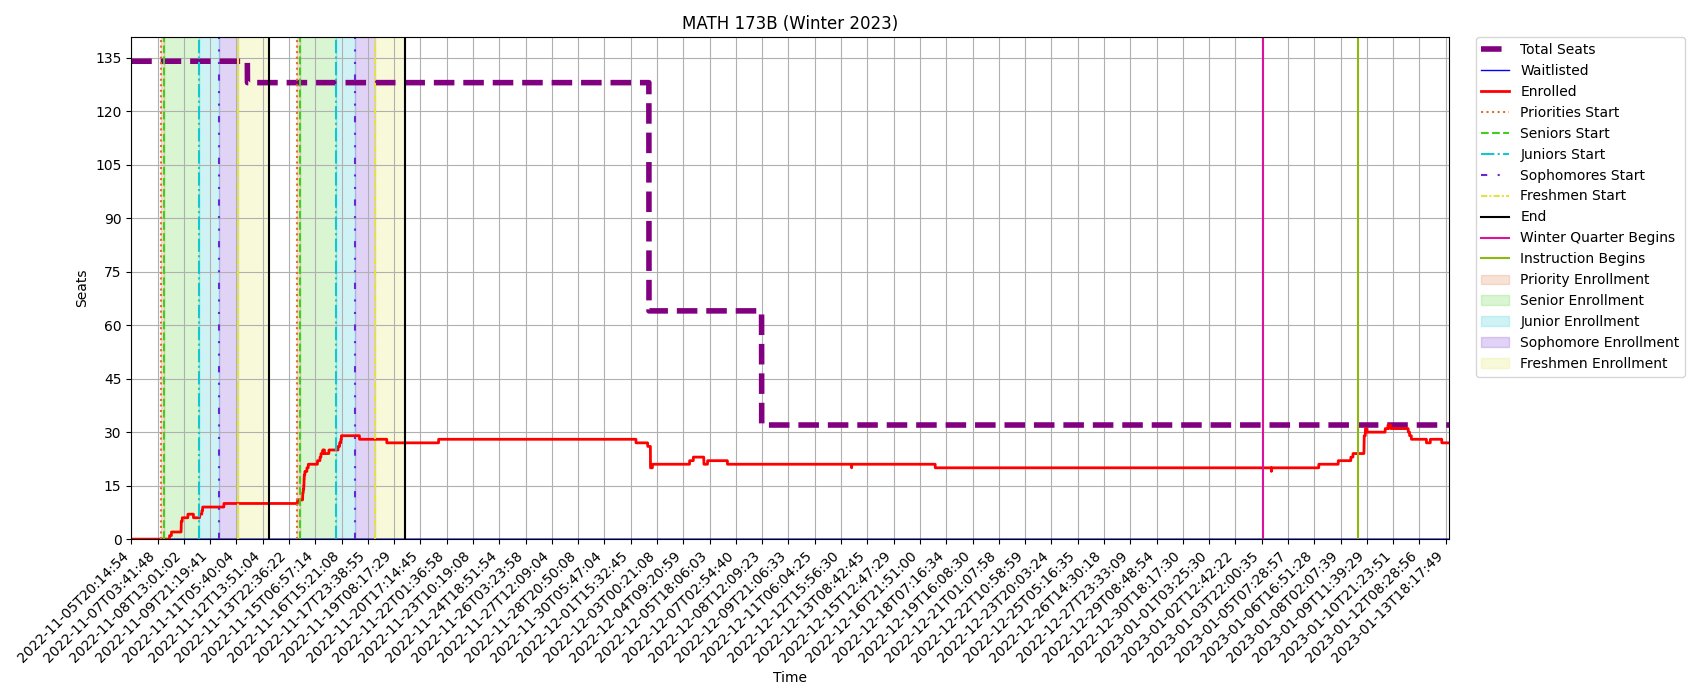 MATH 173B (Winter 2023)
Seats
135
120
105
90
75
60
45
30
15
0
2022-11-05T20:14:54
2022-11-07T03:41:48
2022-11-08T13:01:02
2022-11-09T21:19:41
2022-11-11T05:40:04
2022-11-12T13:51:04
2022-11-13T22:36:22
2022-11-15T06:57:14
2022-11-16T15:21:08
2022-11-17T23:38:55
2022-11-19T08:17:29
2022-11-20T17:14:45
2022-11-22T01:36:58
2022-11-23T10:19:08
2022-11-24T18:51:54
2022-11-26T03:23:58
2022-11-27T12:09:04
2022-11-28T20:50:08
2022-11-30T05:47:04
2022-12-01T15:32:45
2022-12-03T00:21:08
2022-12-04T09:20:59
2022-12-05T18:06:03
2022-12-07T02:54:40
2022-12-08T12:09:23
2022-12-09T21:06:33
2022-12-11T06:04:25
2022-12-12T15:56:30
2022-12-13T08:42:45
2022-12-15T12:47:29
2022-12-16T21:51:00
2022-12-18T07:16:34
2022-12-19T16:08:30
2022-12-21T01:07:58
2022-12-22T10:58:59
2022-12-23T20:03:24
2022-12-25T05:16:35
2022-12-26T14:30:18
2022-12-27T23:33:09
2022-12-29T08:48:54
2022-12-30T18:17:30
2023-01-01T03:25:30
2023-01-02T12:42:22
2023-01-03T22:00:35
2023-01-05T07:28:57
2023-01-06T16:51:28
2023-01-08T02:07:39
2023-01-09T11:39:29
2023-01-10T21:23:51
2023-01-12T08:28:56
2023-01-13T18:17:49
Time
Total Seats
Waitlisted
Enrolled
Priorities Start
Seniors Start
Juniors Start
Sophomores Start
Freshmen Start
End
Winter Quarter Begins
Instruction Begins
Priority Enrollment
Senior Enrollment
Junior Enrollment
Sophomore Enrollment
Freshmen Enrollment